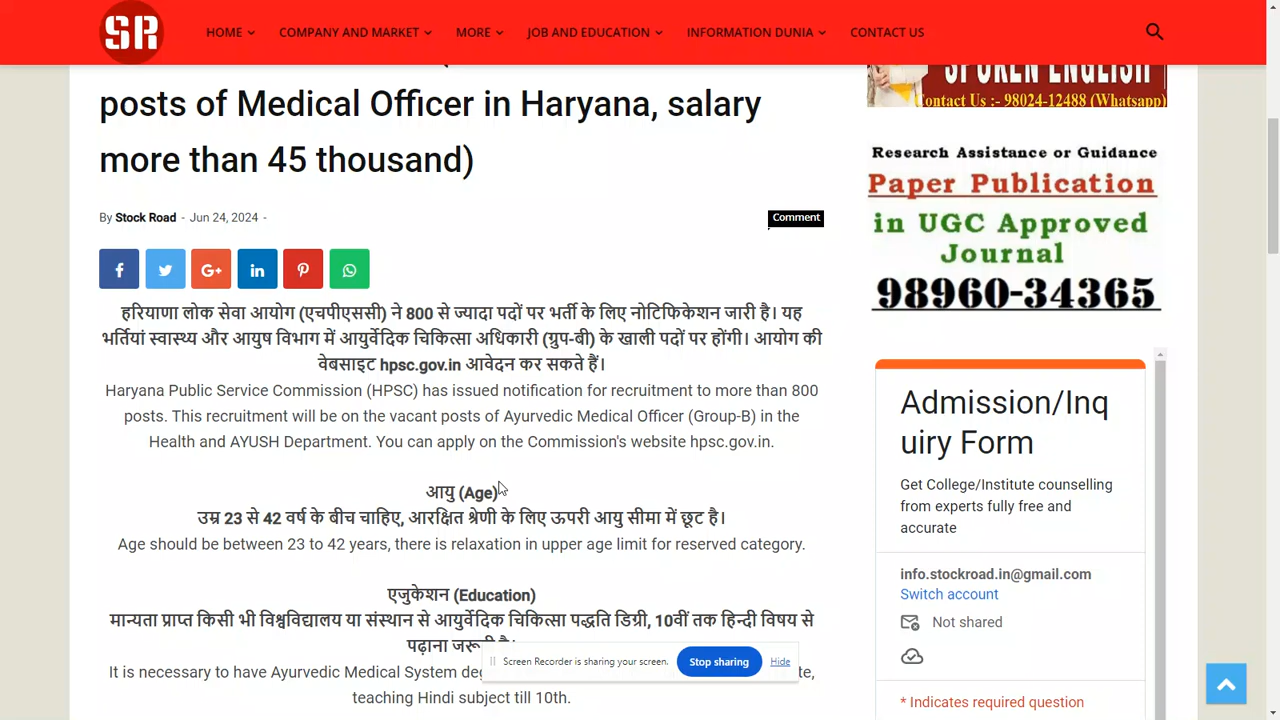 SR
HOME
COMPANY AND MARKET
MORE
JOB AND EDUCATION
INFORMATION DUNIA
CONTACT US
posts of Medical Officer in Haryana, salary
more than 45 thousand)
By Stock Road - Jun 24, 2024 -
Comment
हरियाणा लोक सेवा आयोग (एचपीएससी) ने 800 से ज्यादा पदों पर भर्ती के लिए नोटिफिकेशन जारी है। यह
भर्तियां स्वास्थ्य और आयुष विभाग में आयुर्वेदिक चिकित्सा अधिकारी (ग्रुप-बी) के खाली पदों पर होंगी। आयोग की
वेबसाइट hpsc.gov.in आवेदन कर सकते हैं।
Haryana Public Service Commission (HPSC) has issued notification for recruitment to more than 800
posts. This recruitment will be on the vacant posts of Ayurvedic Medical Officer (Group-B) in the
Health and AYUSH Department. You can apply on the Commission's website hpsc.gov.in.
आयु (Age)
उम्र 23 से 42 वर्ष के बीच चाहिए, आरक्षित श्रेणी के लिए ऊपरी आयु सीमा में छूट है।
Age should be between 23 to 42 years, there is relaxation in upper age limit for reserved category.
एजुकेशन (Education)
मान्यता प्राप्त किसी भी विश्वविद्यालय या संस्थान से आयुर्वेदिक चिकित्सा पद्धति डिग्री, 10वीं तक हिन्दी विषय से
पढ़ाना जरूरी है।
It is necessary to have Ayurvedic Medical System
teaching Hindi subject till 10th.
Screen Recorder is sharing your screen.
Stop sharing
Hide
SPOKEN ENGLISH
Contact Us :- 98024-12488 (Whatsapp)
Research Assistance or Guidance
Paper Publication
in UGC Approved
Journal
98960-34365
Admission/Inq
uiry Form
Get College/Institute counselling
from experts fully free and
accurate
info.stockroad.in@gmail.com
Switch account
Not shared
* Indicates required question